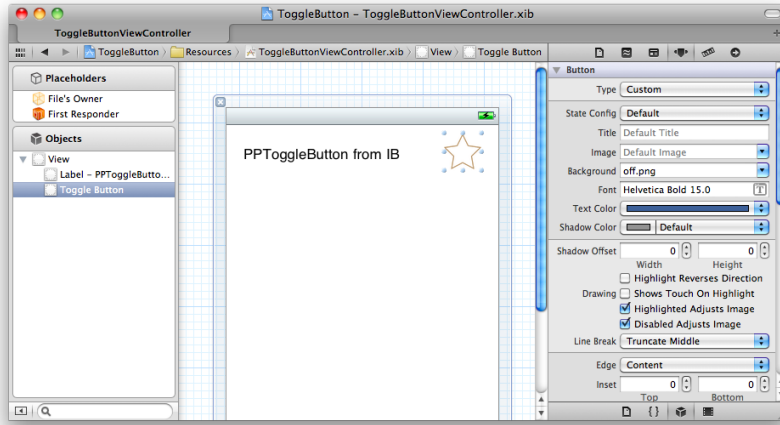 ToggleButton – ToggleButtonViewController.xib
ToggleButtonViewController
ToggleButton Resources ToggleButtonViewController.xib View Toggle Button
Placeholders
File's Owner
First Responder
Objects
View
Label – PPToggleButto...
Toggle Button
PPToggleButton from IB
Button
Type Custom
State Config Default
Title Default Title
Image Default Image
Background off.png
Font Helvetica Bold 15.0 T
Text Color
Shadow Color Default
Shadow Offset 0 0
Width Height
Highlight Reverses Direction
Drawing Shows Touch On Highlight
Highlighted Adjusts Image
Disabled Adjusts Image
Line Break Truncate Middle
Edge Content
Inset 0 0
Top Bottom